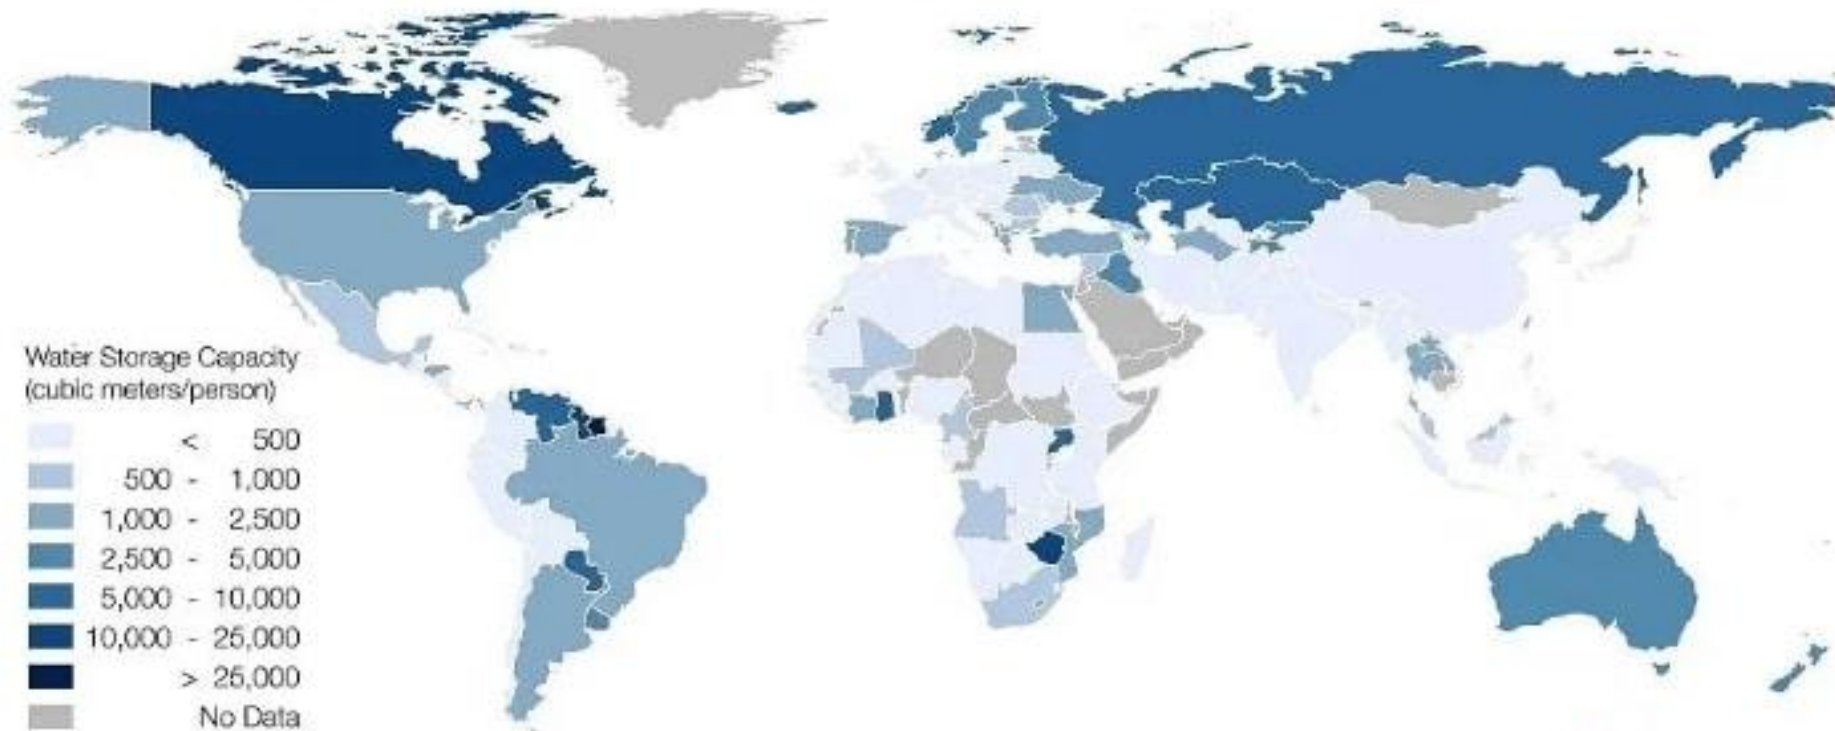 Water Storage Capacity
(cubic meters/person)
< 500
500 - 1,000
1,000 - 2,500
2,500 - 5,000
5,000 - 10,000
10,000 - 25,000
> 25,000
No Data